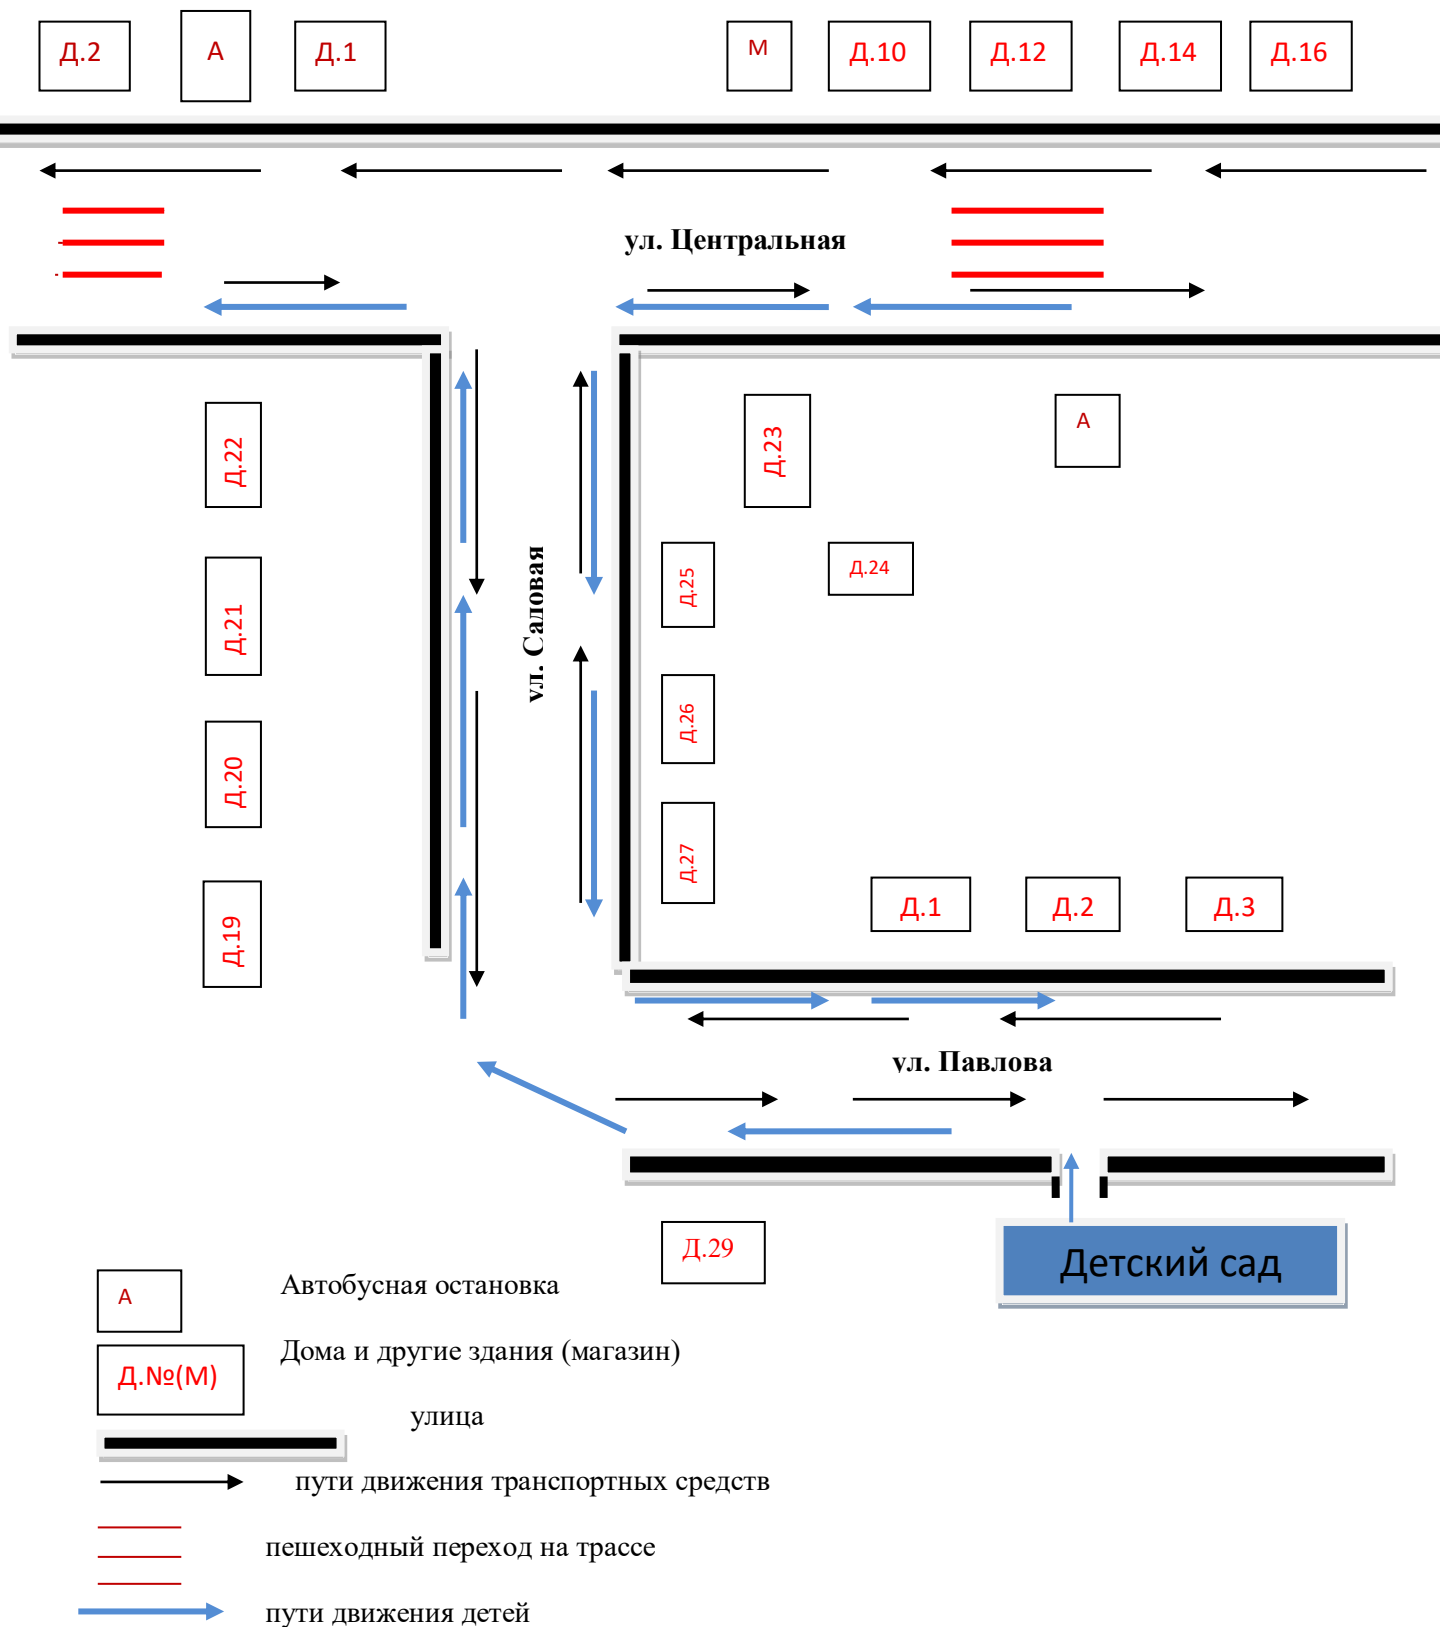 Д.2 А Д.1 М Д.10 Д.12 Д.14 Д.16
ул. Центральная
Д.22
Д.23
А
Д.21
ул. Садовая
Д.25
Д.24
Д.20
Д.26
Д.19
Д.27
Д.1 Д.2 Д.3
ул. Павлова
Д.29
Детский сад
А Автобусная остановка
Д.№(М) Дома и другие здания (магазин)
улица
пути движения транспортных средств
пешеходный переход на трассе
пути движения детей